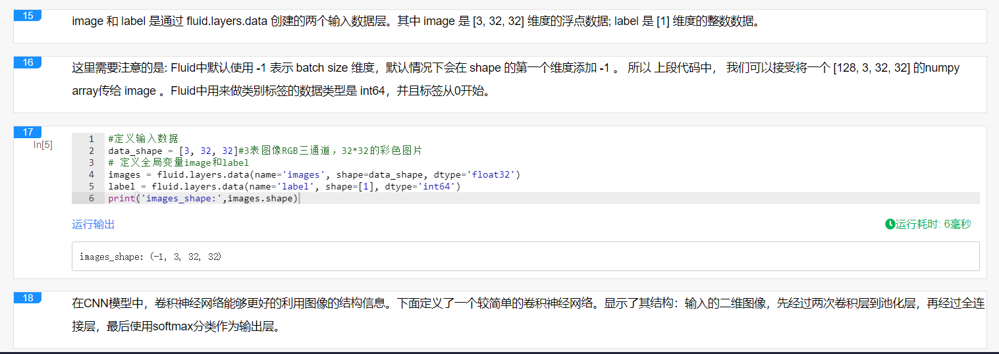 15
image 和 label 是通过 fluid.layers.data 创建的两个输入数据层。其中 image 是 [3, 32, 32] 维度的浮点数据; label 是 [1] 维度的整数数据。
16
这里需要注意的是: Fluid中默认使用 -1 表示 batch size 维度，默认情况下会在 shape 的第一个维度添加 -1 。 所以 上段代码中， 我们可以接受将一个 [128, 3, 32, 32] 的numpy
array传给 image 。Fluid中用来做类别标签的数据类型是 int64，并且标签从0开始。
17
In[5]
1 #定义输入数据
2 data_shape = [3, 32, 32]#3表图像RGB三通道，32*32的彩色图片
3 # 定义全局变量image和label
4 images = fluid.layers.data(name='images', shape=data_shape, dtype='float32')
5 label = fluid.layers.data(name='label', shape=[1], dtype='int64')
6 print('images_shape:',images.shape)
运行输出 运行耗时: 6毫秒
images_shape: (-1, 3, 32, 32)
18
在CNN模型中，卷积神经网络能够更好的利用图像的结构信息。下面定义了一个较简单的卷积神经网络。显示了其结构：输入的二维图像，先经过两次卷积层到池化层，再经过全连
接层，最后使用softmax分类作为输出层。